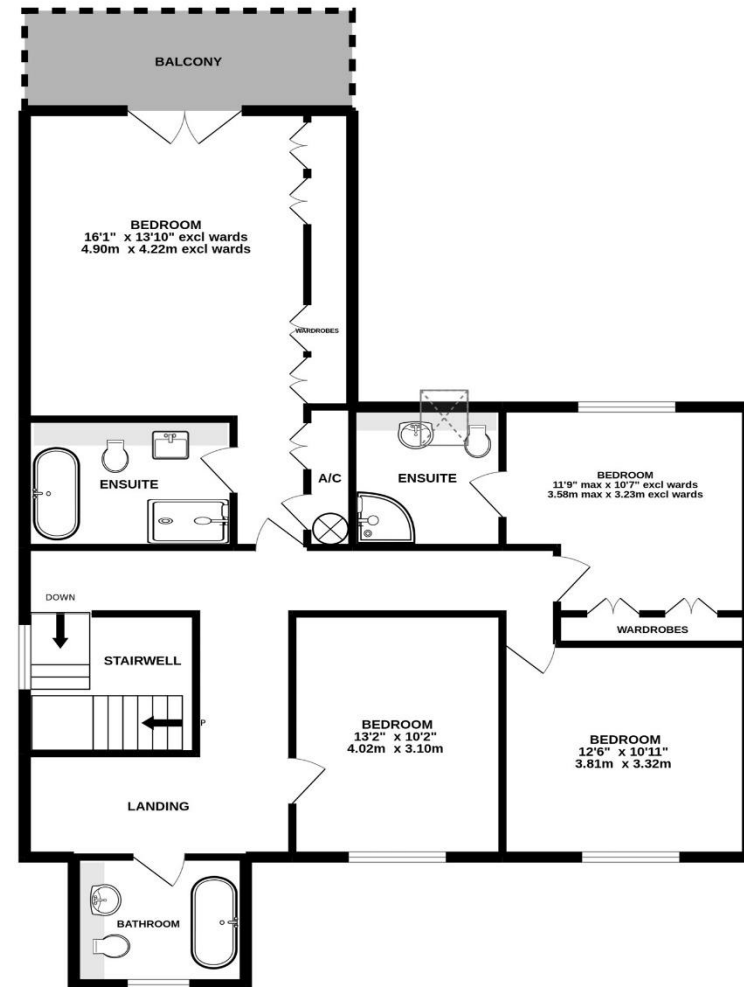 BALCONY
BEDROOM
16'1" x 13'10" excl wards
4.90m x 4.22m excl wards
WARDROBES
ENSUITE
A/C
ENSUITE
BEDROOM
11'9" max x 10'7" excl wards
3.58m max x 3.23m excl wards
WARDROBES
DOWN
STAIRWELL
P
BEDROOM
13'2" x 10'2"
4.02m x 3.10m
BEDROOM
12'6" x 10'11"
3.81m x 3.32m
LANDING
BATHROOM